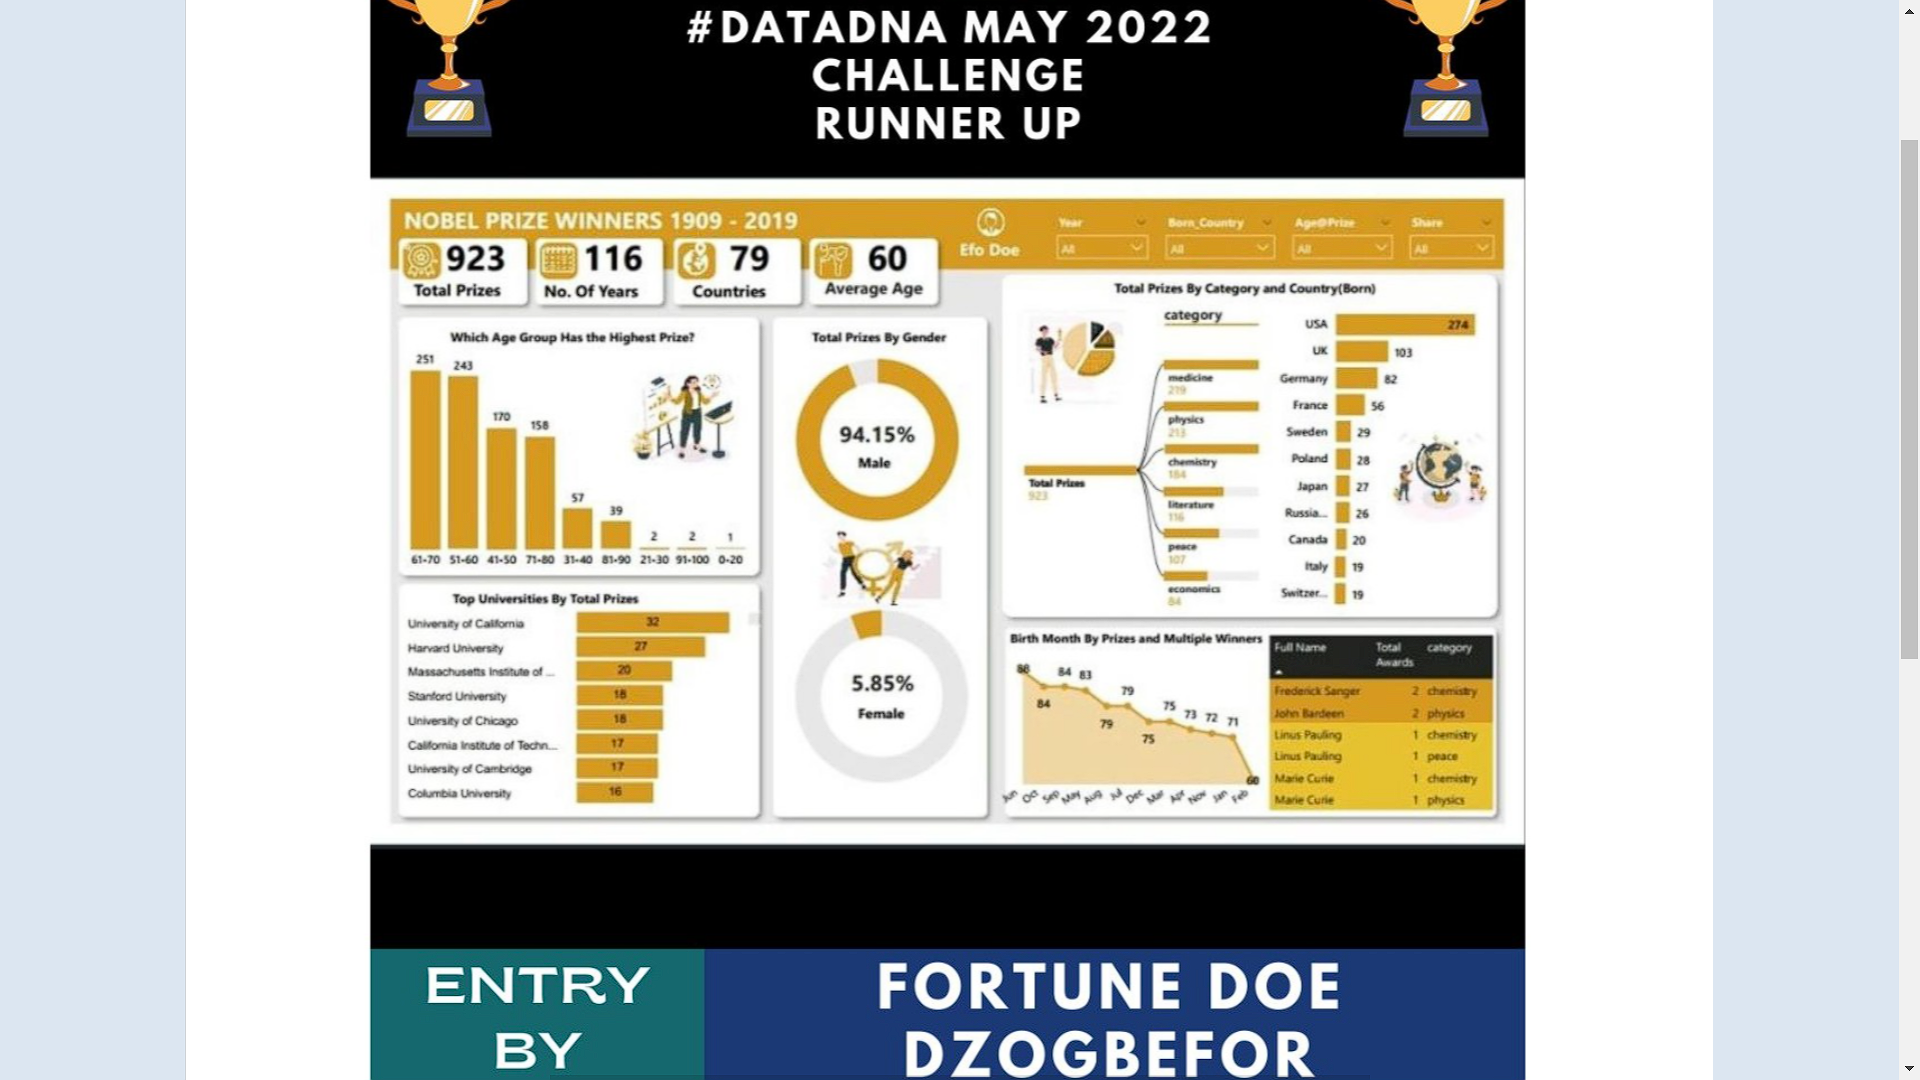 #DATADNA MAY 2022
CHALLENGE
RUNNER UP
NOBEL PRIZE WINNERS 1909 - 2019
Efo Doe
Year
All
Born_Country
All
Age@Prize
All
Share
All
923
Total Prizes
116
No. Of Years
79
Countries
60
Average Age
Which Age Group Has the Highest Prize?
251
243
170
158
57
39
2
2
1
61-70 51-60 41-50 71-80 31-40 81-90 21-30 91-100 0-20
Top Universities By Total Prizes
University of California 32
Harvard University 27
Massachusetts Institute of ... 20
Stanford University 18
University of Chicago 18
California Institute of Techn... 17
University of Cambridge 17
Columbia University 16
Total Prizes By Gender
94.15%
Male
5.85%
Female
Total Prizes By Category and Country(Born)
category
Total Prizes
923
medicine
219
physics
213
chemistry
184
literature
116
peace
107
economics
84
USA 274
UK 103
Germany 82
France 56
Sweden 29
Poland 28
Japan 27
Russia... 26
Canada 20
Italy 19
Switzer... 19
Birth Month By Prizes and Multiple Winners
88
84
84
83
79
79
75
75
73
72
71
60
Jun Oct Sep May Aug Jul Dec Mar Apr Nov Jan Feb
Full Name Total Awards category
Frederick Sanger 2 chemistry
John Bardeen 2 physics
Linus Pauling 1 chemistry
Linus Pauling 1 peace
Marie Curie 1 chemistry
Marie Curie 1 physics
ENTRY
BY
FORTUNE DOE
DZOGBEFOR